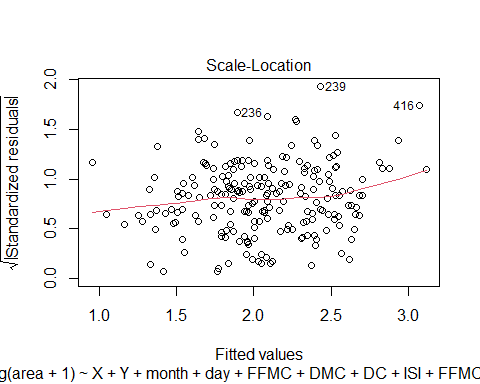 Scale-Location
√|Standardized residuals|
2.0
1.5
1.0
0.5
0.0
239
236
416
1.0 1.5 2.0 2.5 3.0
Fitted values
g(area + 1) ~ X + Y + month + day + FFMC + DMC + DC + ISI + FFMC